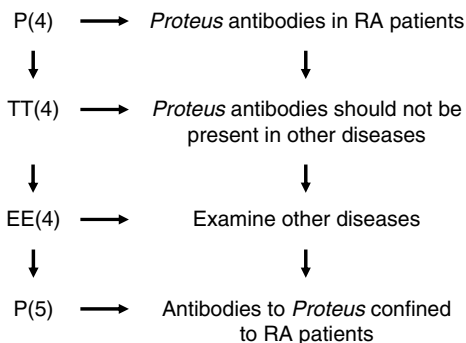 P(4) Proteus antibodies in RA patients
TT(4) Proteus antibodies should not be
present in other diseases
EE(4) Examine other diseases
P(5) Antibodies to Proteus confined
to RA patients